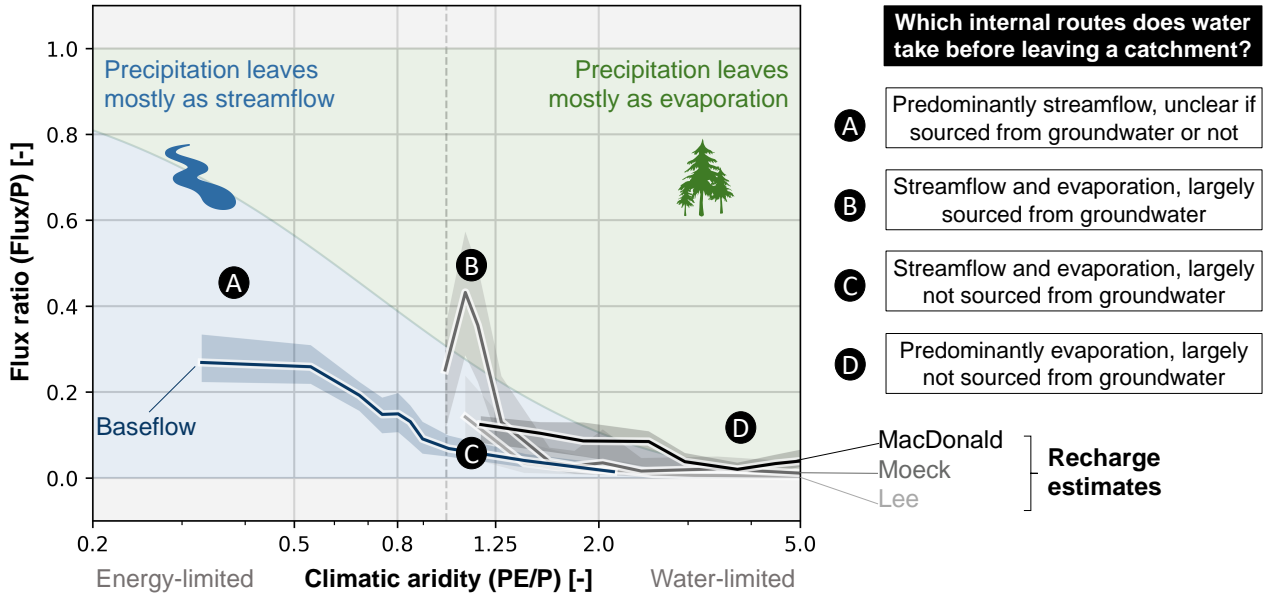 Which internal routes does water
take before leaving a catchment?
1.0
0.8
0.6
0.4
0.2
0.0
Flux ratio (Flux/P) [-]
Precipitation leaves
mostly as streamflow
Precipitation leaves
mostly as evaporation
A
B
C
D
Baseflow
0.2
0.5
0.8
1.25
2.0
5.0
Energy-limited
Climatic aridity (PE/P) [-]
Water-limited
A
Predominantly streamflow, unclear if
sourced from groundwater or not
B
Streamflow and evaporation, largely
sourced from groundwater
C
Streamflow and evaporation, largely
not sourced from groundwater
D
Predominantly evaporation, largely
not sourced from groundwater
MacDonald
Moeck
Lee
Recharge
estimates